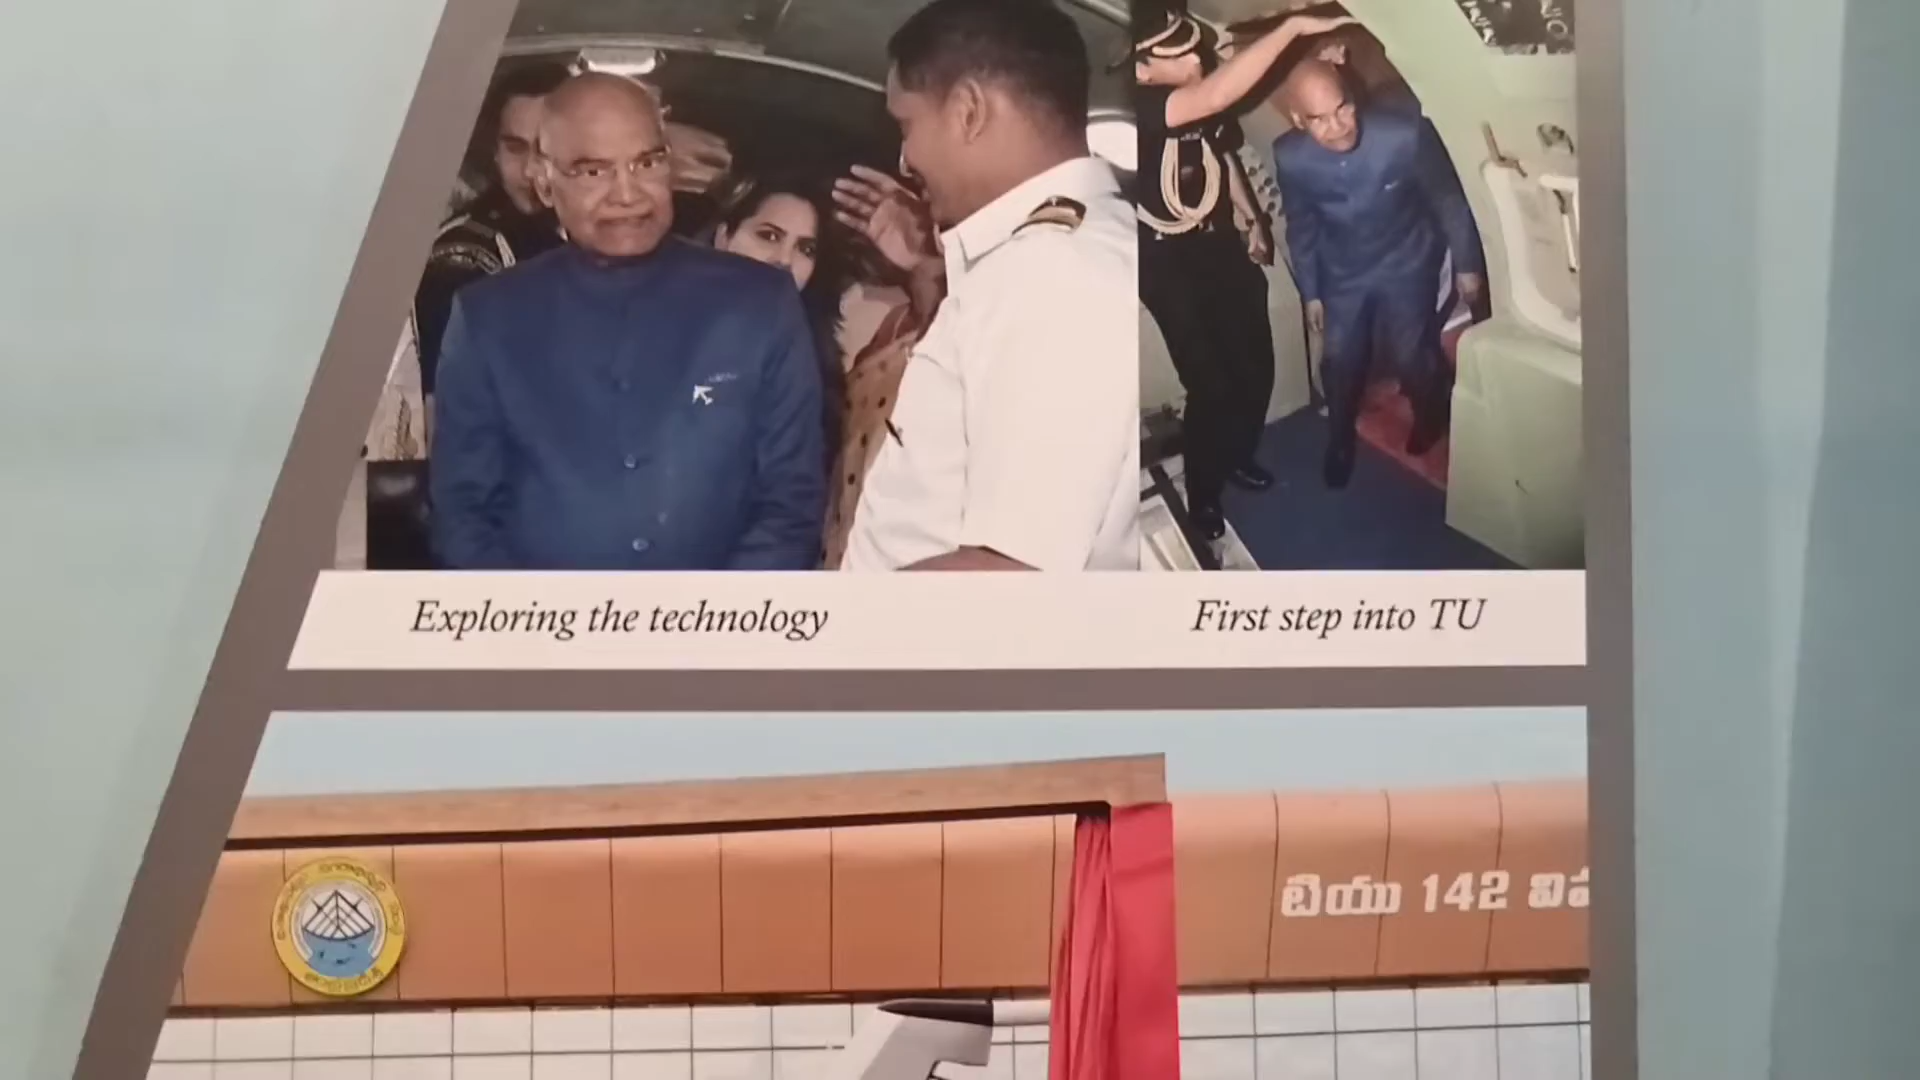 Exploring the technology
First step into TU
టియు 142 విమ